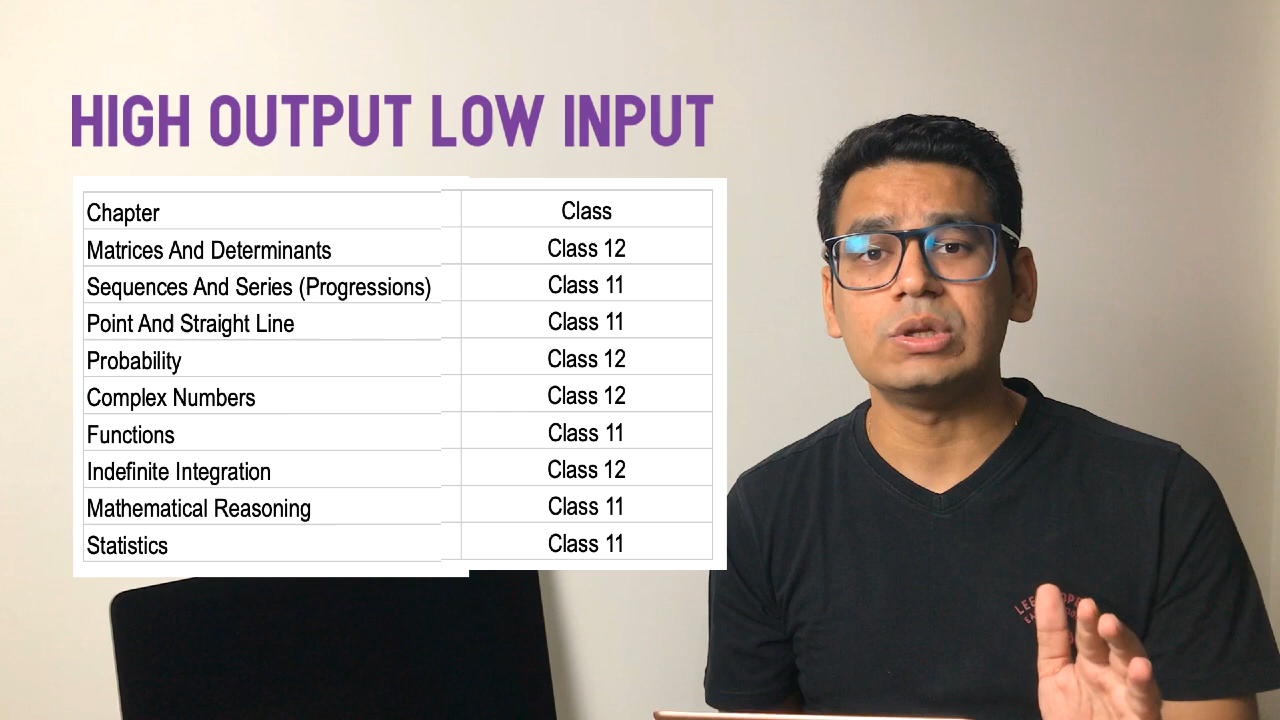 HIGH OUTPUT LOW INPUT
Chapter Class
Matrices And Determinants Class 12
Sequences And Series (Progressions) Class 11
Point And Straight Line Class 11
Probability Class 12
Complex Numbers Class 12
Functions Class 11
Indefinite Integration Class 12
Mathematical Reasoning Class 11
Statistics Class 11